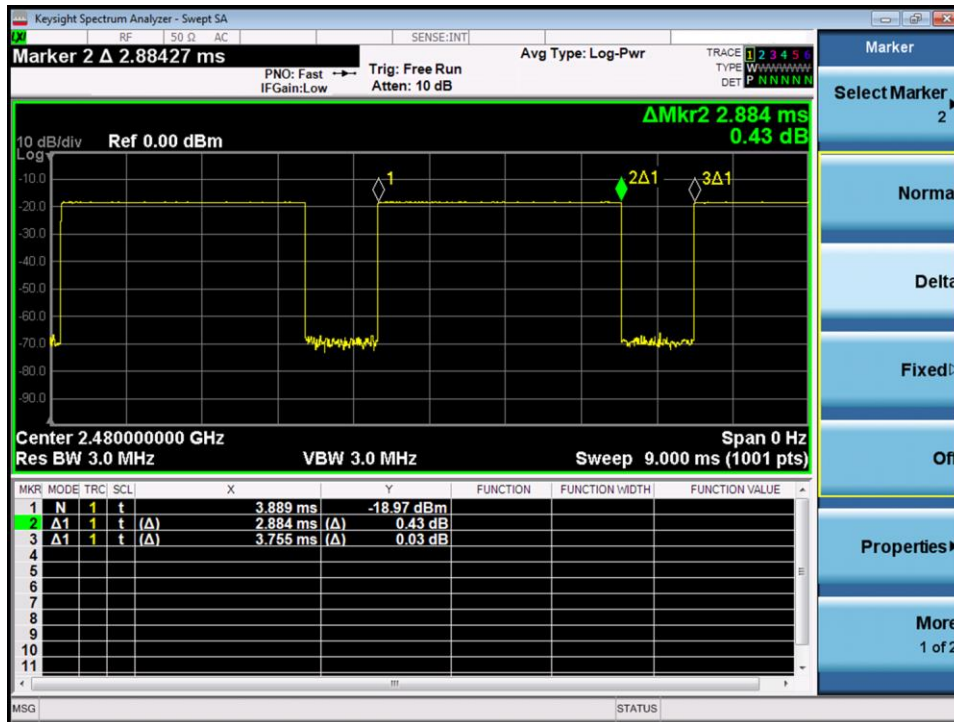 Keysight Spectrum Analyzer - Swept SA
LXI RF 50 Ω AC SENSE:INT
Marker 2 Δ 2.88427 ms
PNO: Fast
IFGain:Low
Trig: Free Run
Atten: 10 dB
Avg Type: Log-Pwr
TRACE 1 2 3 4 5 6
TYPE WWWWWW
DET P N N N N N
ΔMkr2 2.884 ms
0.43 dB
10 dB/div Ref 0.00 dBm
Log
-10.0
-20.0
-30.0
-40.0
-50.0
-60.0
-70.0
-80.0
-90.0
1
2Δ1
3Δ1
Center 2.480000000 GHz Span 0 Hz
Res BW 3.0 MHz VBW 3.0 MHz Sweep 9.000 ms (1001 pts)
MKR MODE TRC SCL X Y FUNCTION FUNCTION WIDTH FUNCTION VALUE
1 N 1 t 3.889 ms -18.97 dBm
2 Δ1 1 t (Δ) 2.884 ms (Δ) 0.43 dB
3 Δ1 1 t (Δ) 3.755 ms (Δ) 0.03 dB
4
5
6
7
8
9
10
11
MSG STATUS
Marker
Select Marker
2
Norma
Delta
Fixed
Off
Properties
More
1 of 2